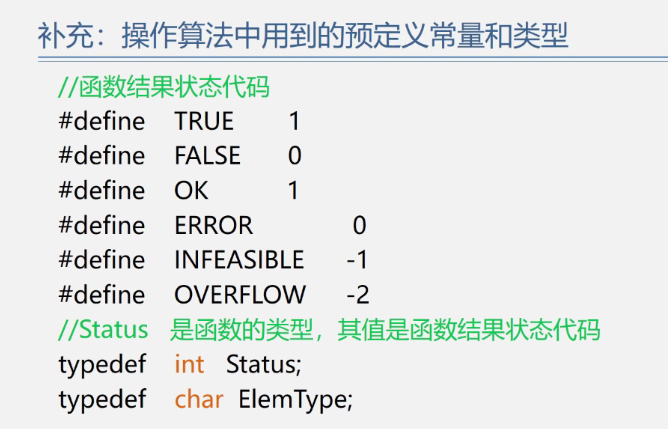 补充：操作算法中用到的预定义常量和类型
//函数结果状态代码
#define TRUE 1
#define FALSE 0
#define OK 1
#define ERROR 0
#define INFEASIBLE -1
#define OVERFLOW -2
//Status 是函数的类型，其值是函数结果状态代码
typedef int Status;
typedef char ElemType;